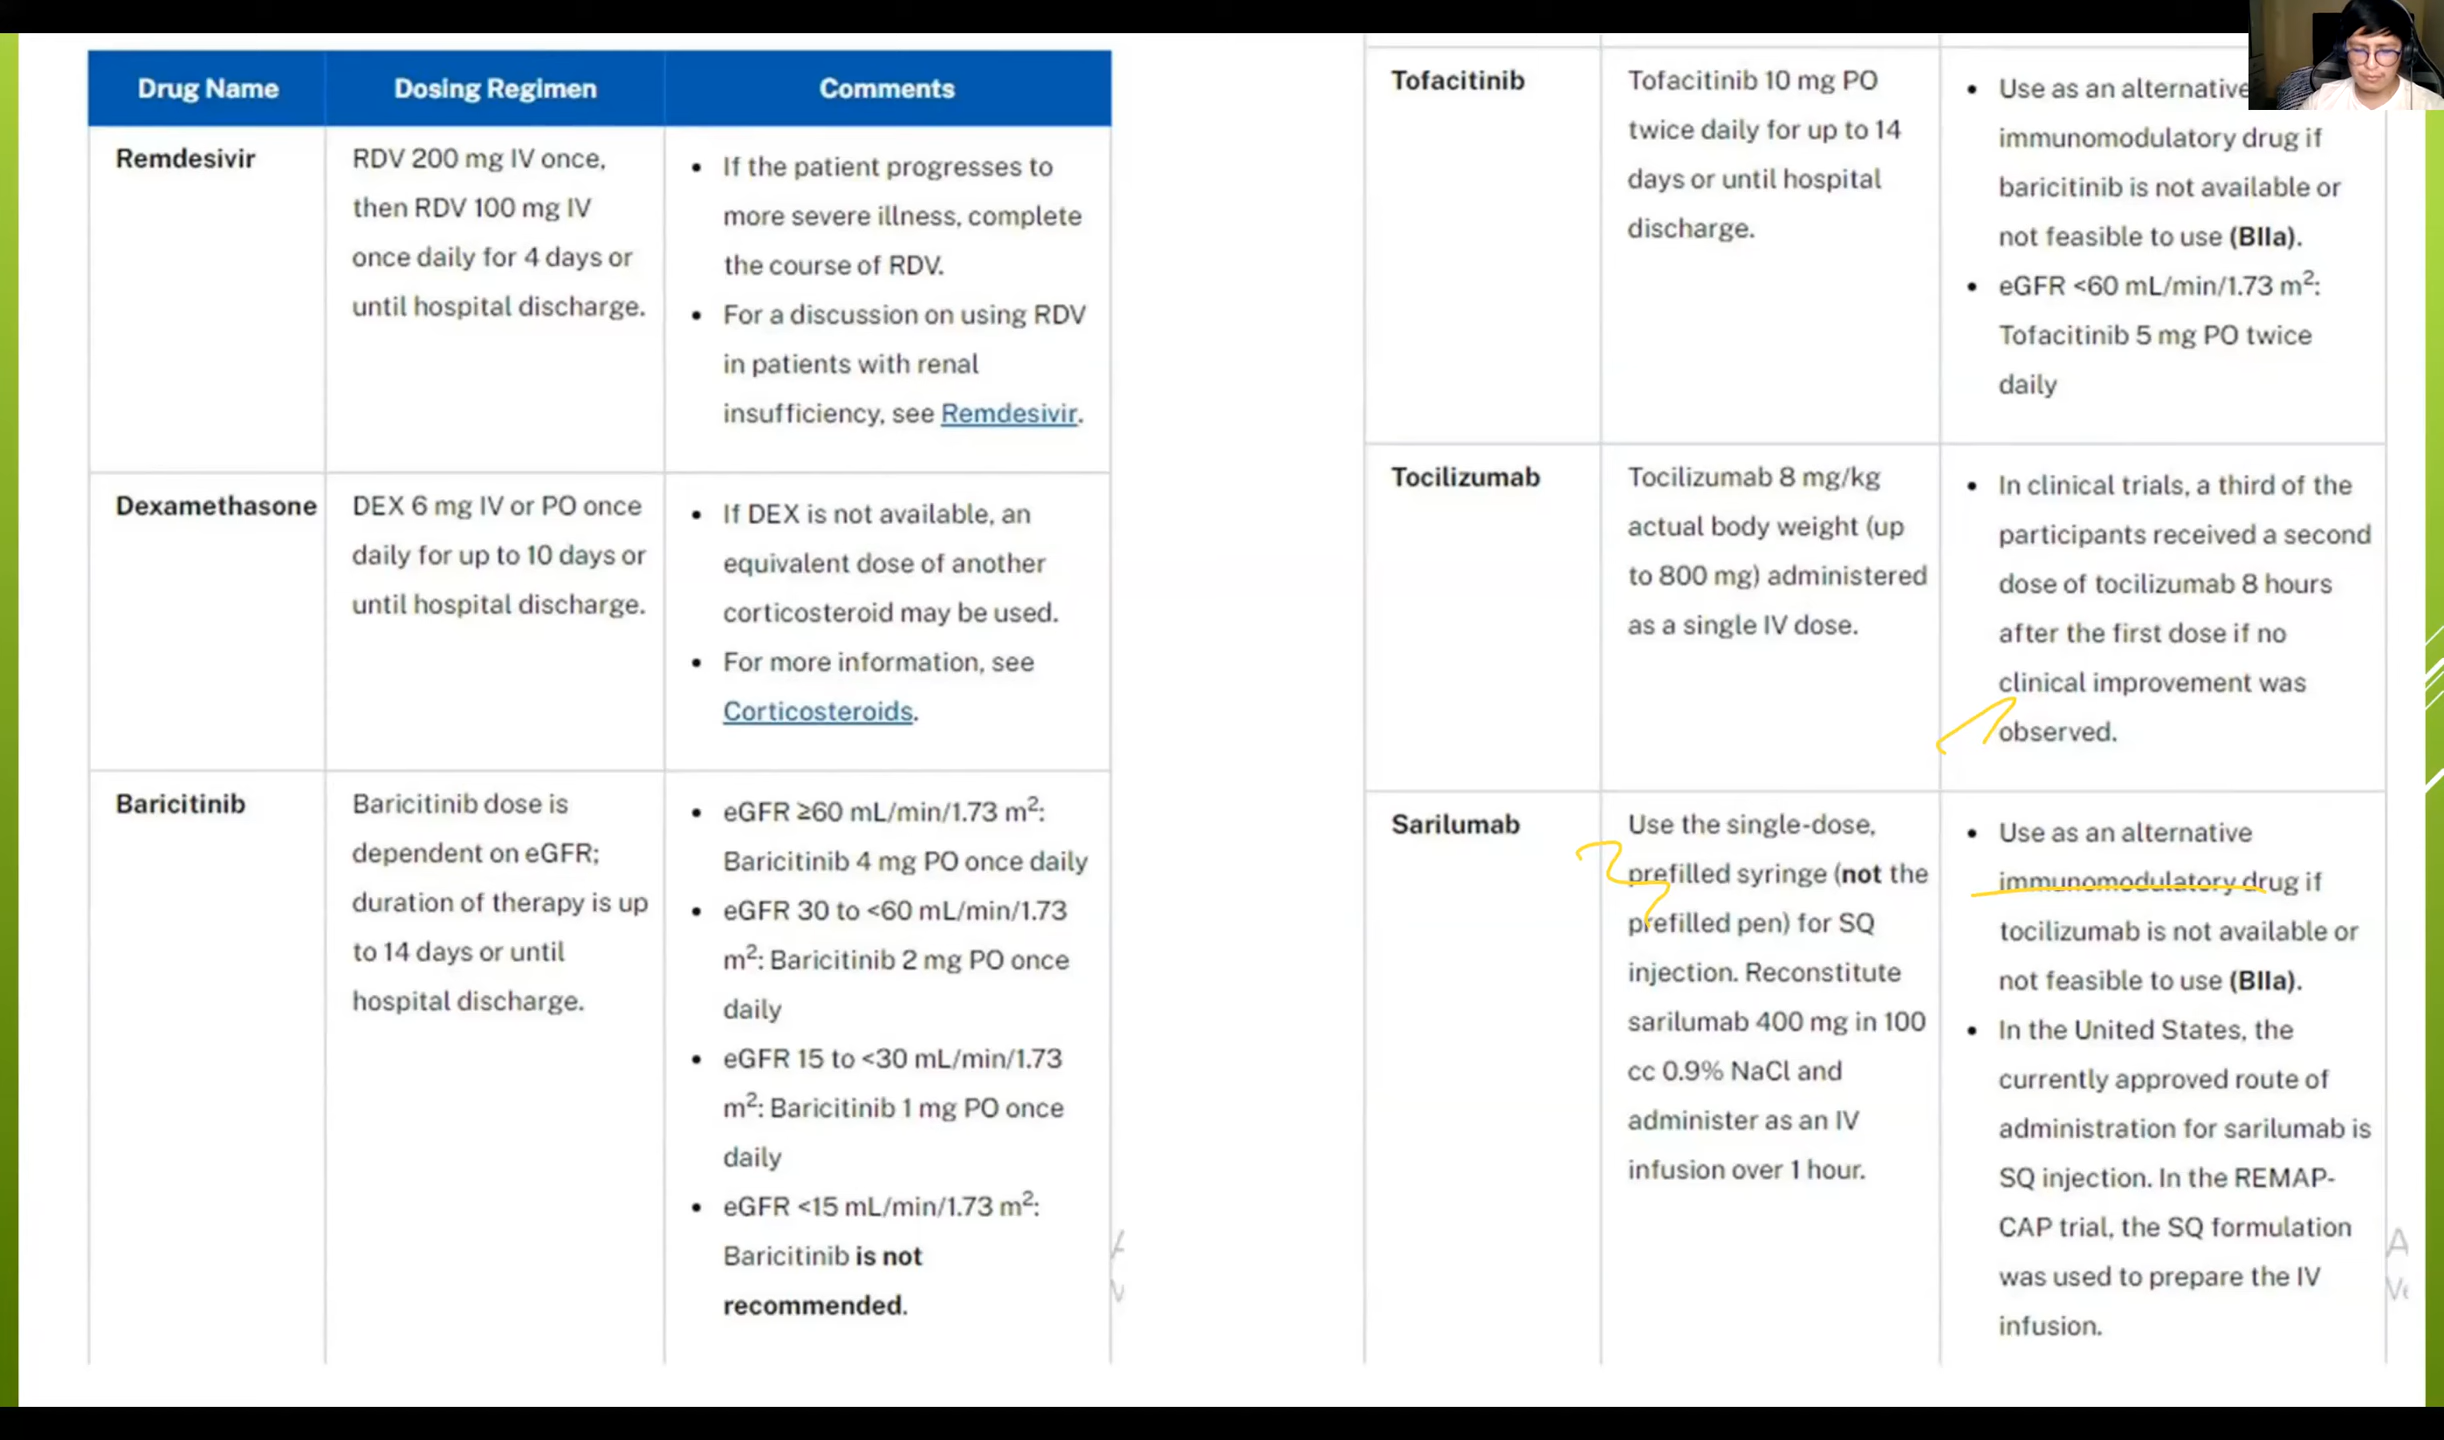 Drug Name
Dosing Regimen
Comments
Remdesivir
RDV 200 mg IV once,
then RDV 100 mg IV
once daily for 4 days or
until hospital discharge.
• If the patient progresses to
more severe illness, complete
the course of RDV.
• For a discussion on using RDV
in patients with renal
insufficiency, see Remdesivir.
Dexamethasone
DEX 6 mg IV or PO once
daily for up to 10 days or
until hospital discharge.
• If DEX is not available, an
equivalent dose of another
corticosteroid may be used.
• For more information, see
Corticosteroids.
Baricitinib
Baricitinib dose is
dependent on eGFR;
duration of therapy is up
to 14 days or until
hospital discharge.
• eGFR ≥60 mL/min/1.73 m²:
Baricitinib 4 mg PO once daily
• eGFR 30 to <60 mL/min/1.73
m²: Baricitinib 2 mg PO once
daily
• eGFR 15 to <30 mL/min/1.73
m²: Baricitinib 1 mg PO once
daily
• eGFR <15 mL/min/1.73 m²:
Baricitinib is not
recommended.
Tofacitinib
Tofacitinib 10 mg PO
twice daily for up to 14
days or until hospital
discharge.
• Use as an alternative
immunomodulatory drug if
baricitinib is not available or
not feasible to use (BIIa).
• eGFR <60 mL/min/1.73 m²:
Tofacitinib 5 mg PO twice
daily
Tocilizumab
Tocilizumab 8 mg/kg
actual body weight (up
to 800 mg) administered
as a single IV dose.
• In clinical trials, a third of the
participants received a second
dose of tocilizumab 8 hours
after the first dose if no
clinical improvement was
observed.
Sarilumab
Use the single-dose,
prefilled syringe (not the
prefilled pen) for SQ
injection. Reconstitute
sarilumab 400 mg in 100
cc 0.9% NaCl and
administer as an IV
infusion over 1 hour.
• Use as an alternative
immunomodulatory drug if
tocilizumab is not available or
not feasible to use (BIIa).
• In the United States, the
currently approved route of
administration for sarilumab is
SQ injection. In the REMAP-
CAP trial, the SQ formulation
was used to prepare the IV
infusion.